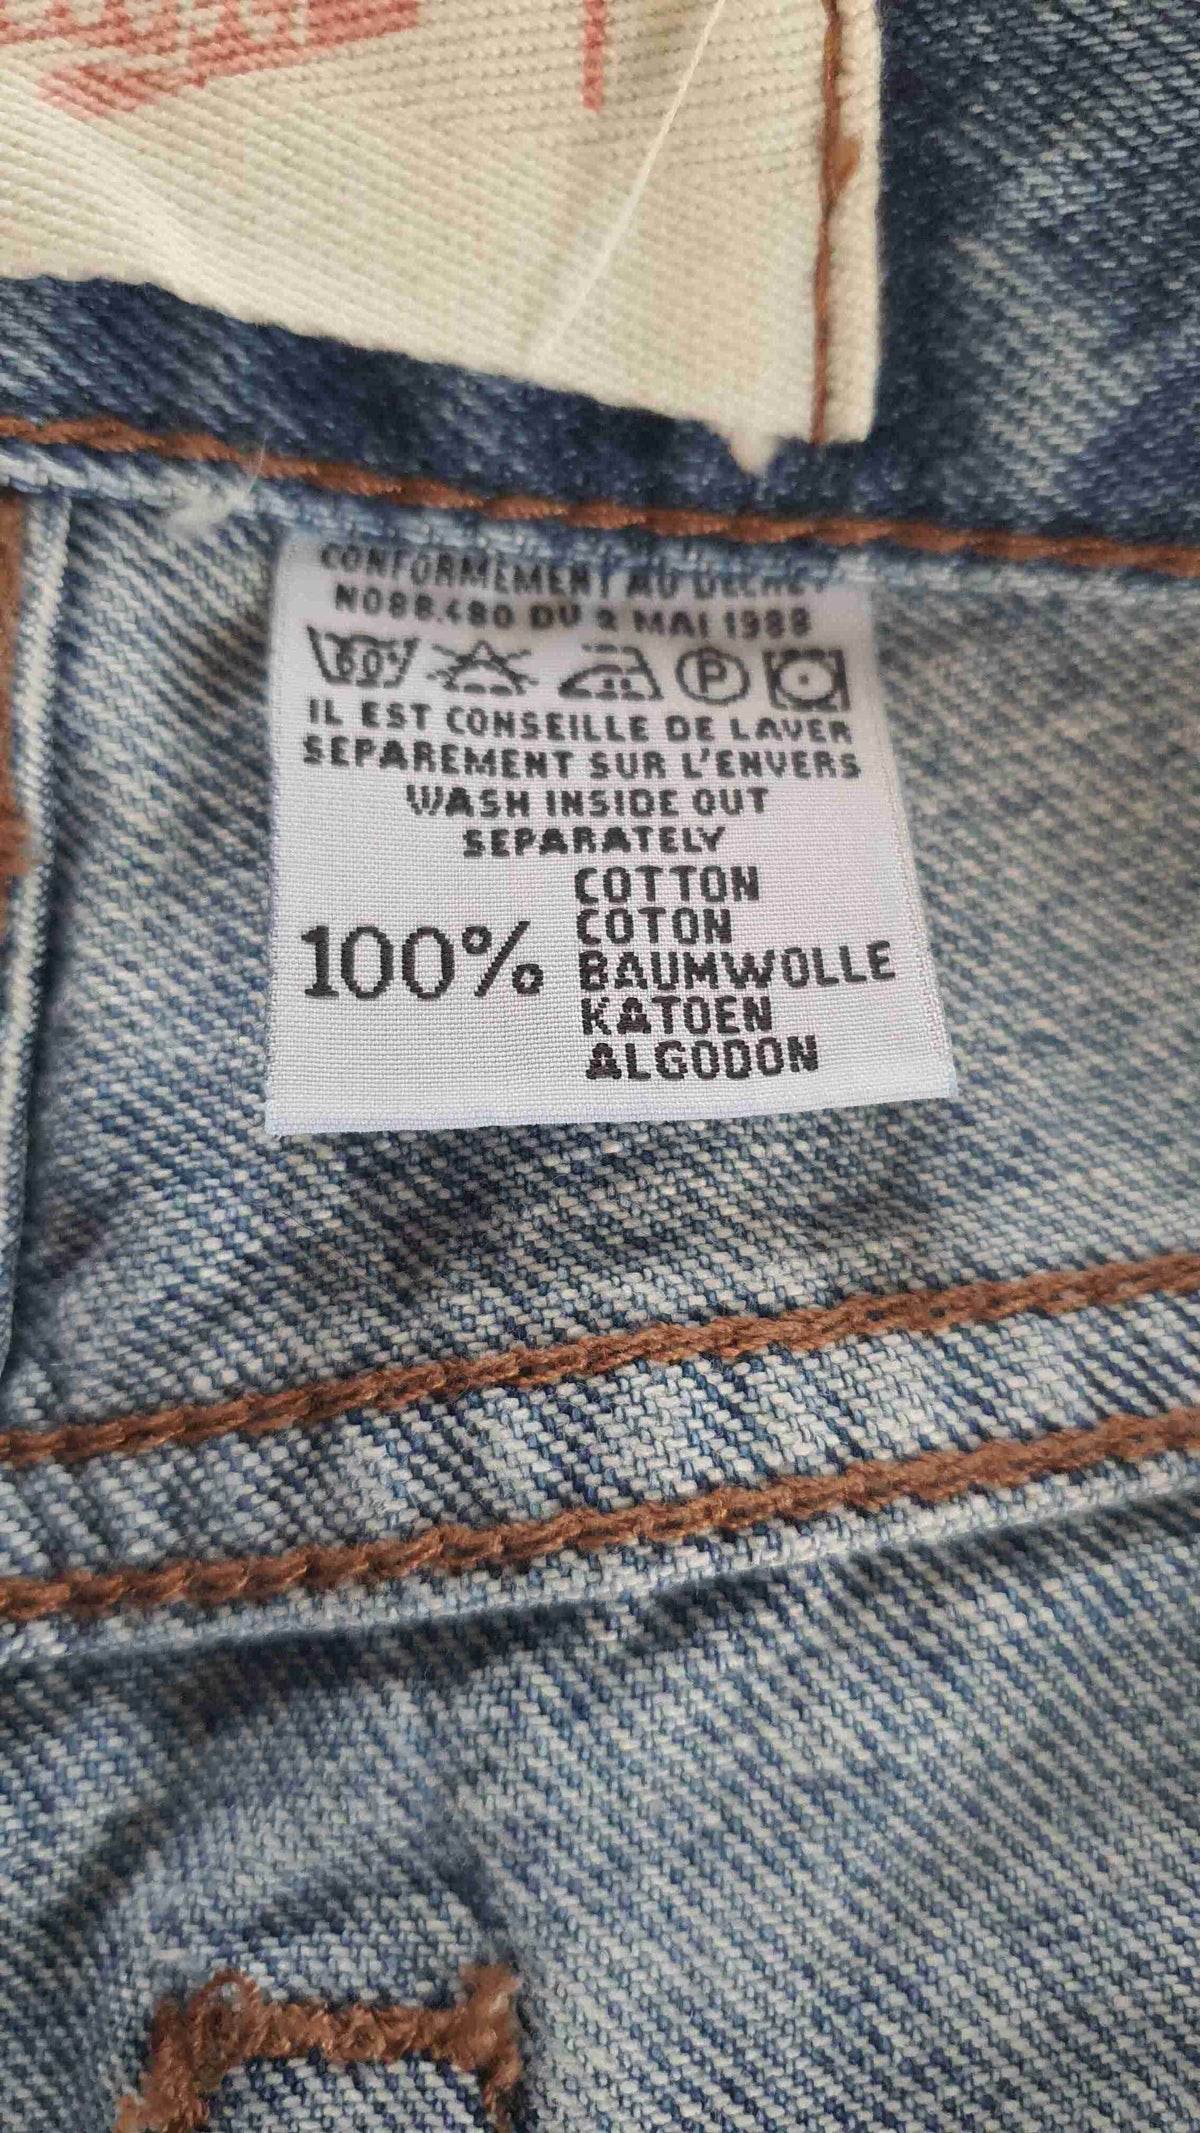 CONFORMEMENT AU DECRET
NO88.480 DU 2 MAI 1988
60°
P
IL EST CONSEILLE DE LAVER
SEPAREMENT SUR L'ENVERS
WASH INSIDE OUT
SEPARATELY
100%
COTTON
COTON
BAUMWOLLE
KATOEN
ALGODON